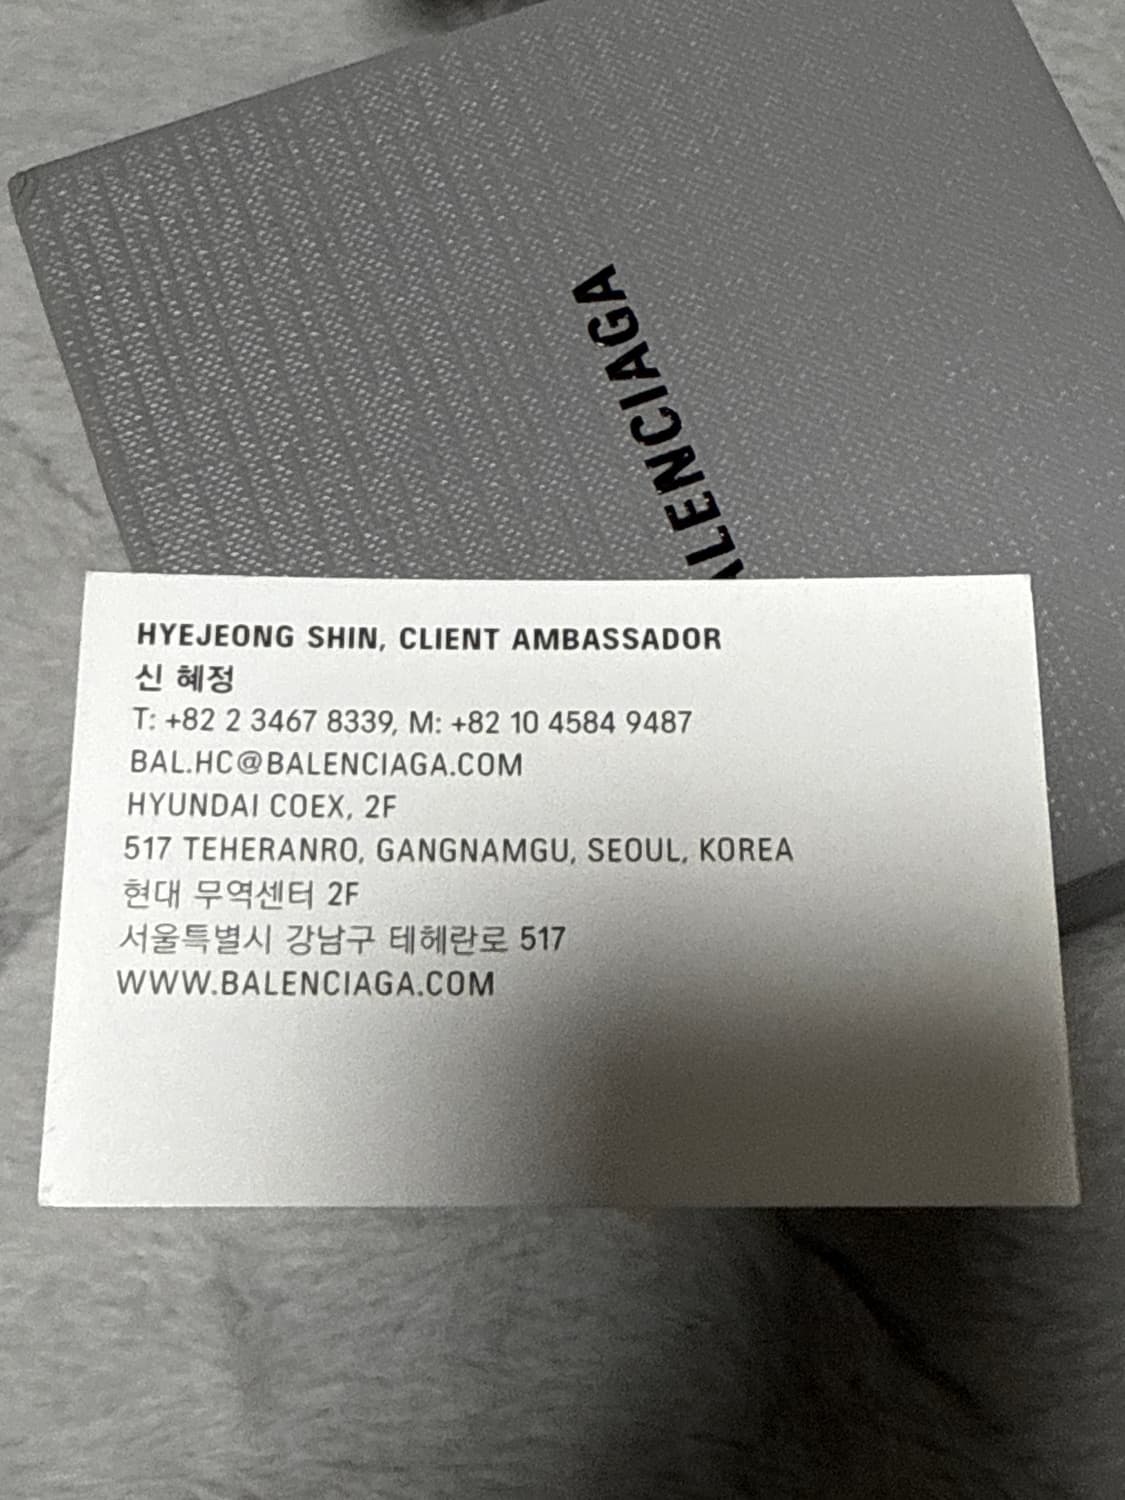 BALENCIAGA
HYEJEONG SHIN, CLIENT AMBASSADOR
신 혜정
T: +82 2 3467 8339, M: +82 10 4584 9487
BAL.HC@BALENCIAGA.COM
HYUNDAI COEX, 2F
517 TEHERANRO, GANGNAMGU, SEOUL, KOREA
현대 무역센터 2F
서울특별시 강남구 테헤란로 517
WWW.BALENCIAGA.COM